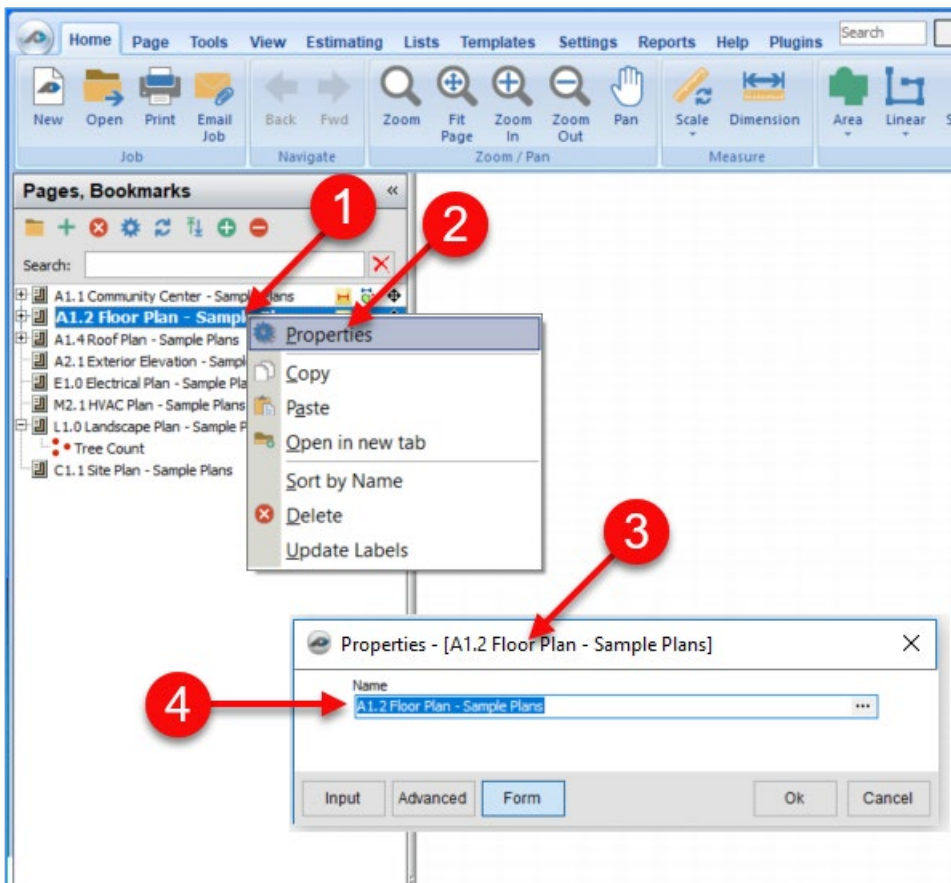 Home Page Tools View Estimating Lists Templates Settings Reports Help Plugins Search
New Open Print Email Job Back Fwd Zoom Fit Page Zoom In Zoom Out Pan Scale Dimension Area Linear
Job Navigate Zoom / Pan Measure
Pages, Bookmarks «
1
2
Search:
A1.1 Community Center - Sample Plans
A1.2 Floor Plan - Sampl
A1.4 Roof Plan - Sample Plans
A2.1 Exterior Elevation - Sampl
E1.0 Electrical Plan - Sample Pla
M2.1 HVAC Plan - Sample Plans
L1.0 Landscape Plan - Sample P
Tree Count
C1.1 Site Plan - Sample Plans
Properties
Copy
Paste
Open in new tab
Sort by Name
Delete
Update Labels
3
Properties - [A1.2 Floor Plan - Sample Plans]
4
Name
A1.2 Floor Plan - Sample Plans ...
Input Advanced Form Ok Cancel